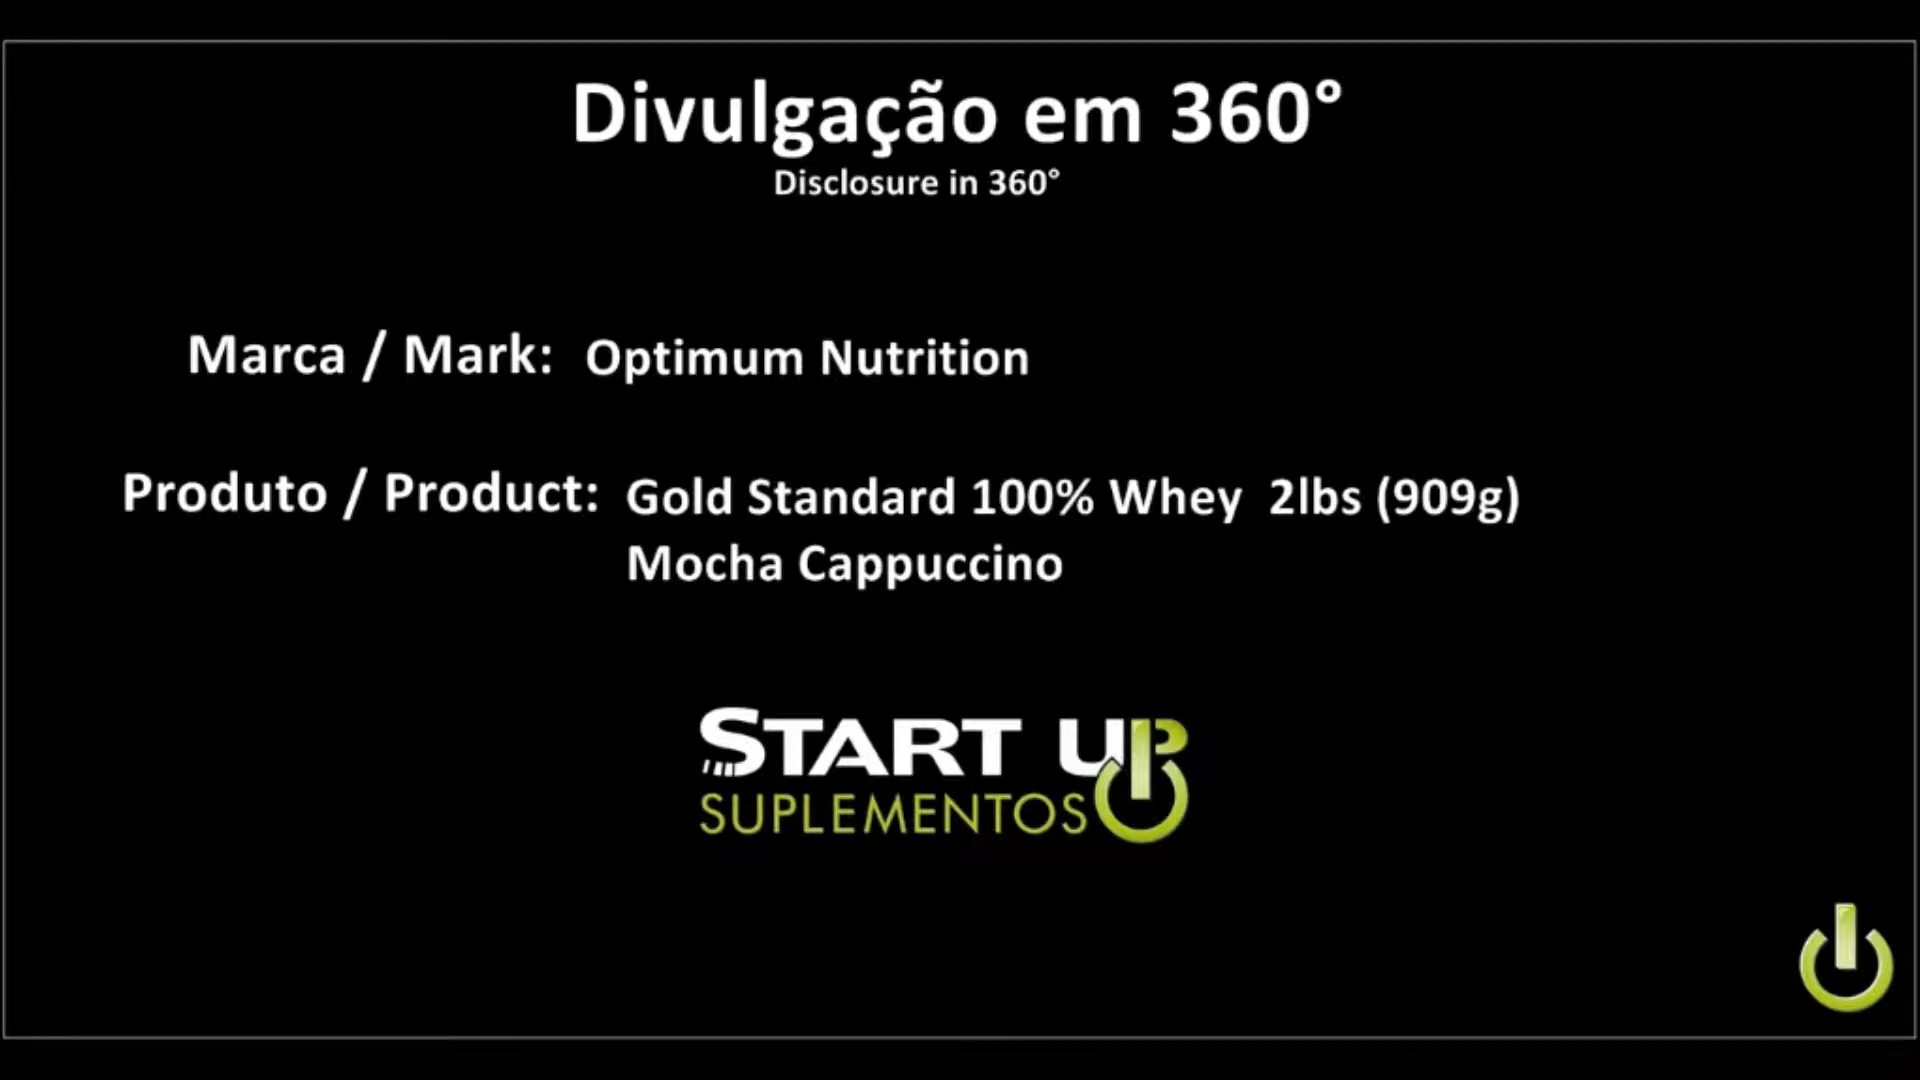 Divulgação em 360°
Disclosure in 360°
Marca / Mark: Optimum Nutrition
Produto / Product: Gold Standard 100% Whey 2lbs (909g)
Mocha Cappuccino
START UP
SUPLEMENTOS